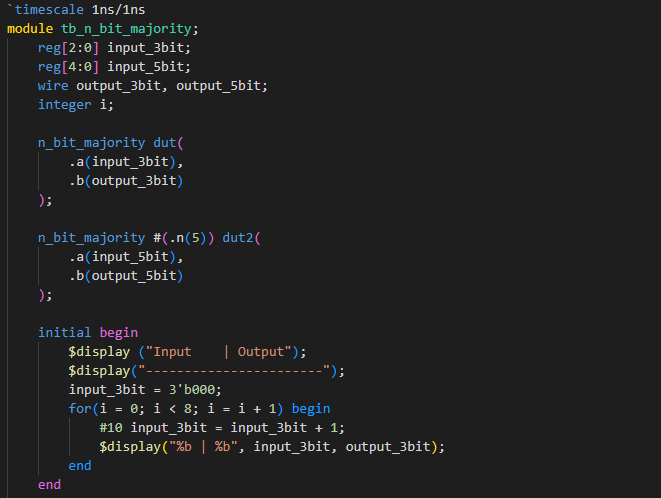 `timescale 1ns/1ns
module tb_n_bit_majority;
    reg[2:0] input_3bit;
    reg[4:0] input_5bit;
    wire output_3bit, output_5bit;
    integer i;

    n_bit_majority dut(
        .a(input_3bit),
        .b(output_3bit)
    );

    n_bit_majority #(.n(5)) dut2(
        .a(input_5bit),
        .b(output_5bit)
    );

    initial begin
        $display ("Input    | Output");
        $display("-----------------------");
        input_3bit = 3'b000;
        for(i = 0; i < 8; i = i + 1) begin
            #10 input_3bit = input_3bit + 1;
            $display("%b | %b", input_3bit, output_3bit);
        end
    end